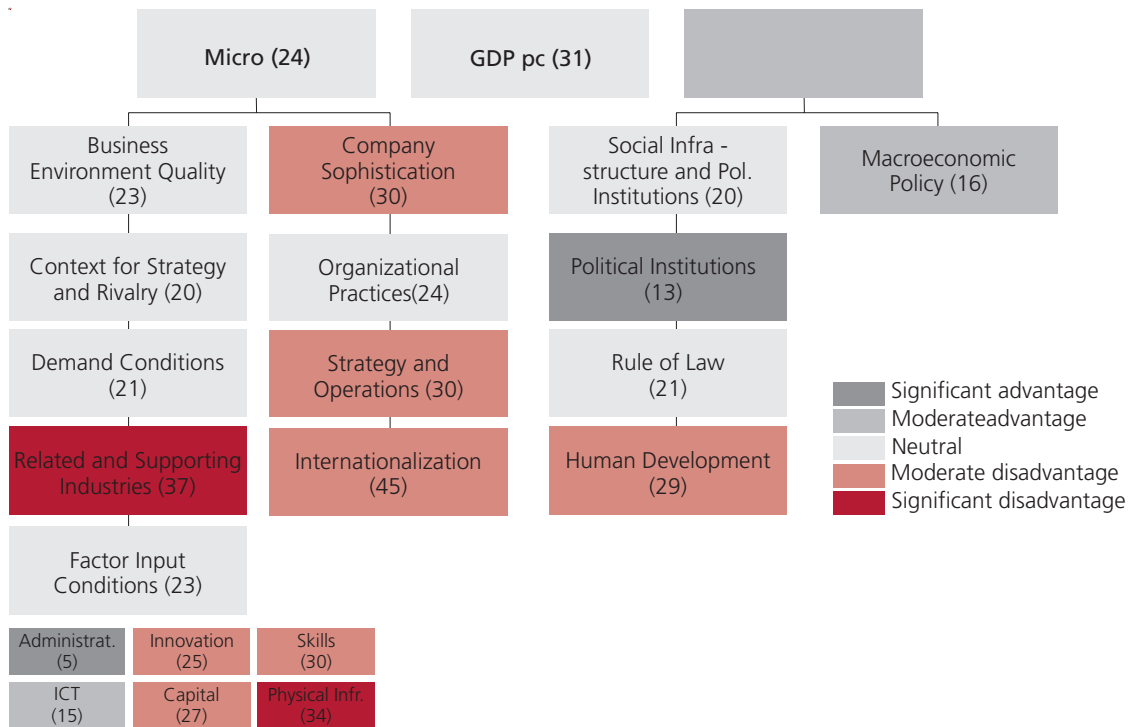 Micro (24)
GDP pc (31)
Business
Environment Quality
(23)
Company
Sophistication
(30)
Social Infra -
structure and Pol.
Institutions (20)
Macroeconomic
Policy (16)
Context for Strategy
and Rivalry (20)
Organizational
Practices(24)
Political Institutions
(13)
Demand Conditions
(21)
Strategy and
Operations (30)
Rule of Law
(21)
Related and Supporting
Industries (37)
Internationalization
(45)
Human Development
(29)
Significant advantage
Moderateadvantage
Neutral
Moderate disadvantage
Significant disadvantage
Factor Input
Conditions (23)
Administrat.
(5)
Innovation
(25)
Skills
(30)
ICT
(15)
Capital
(27)
Physical Infr.
(34)